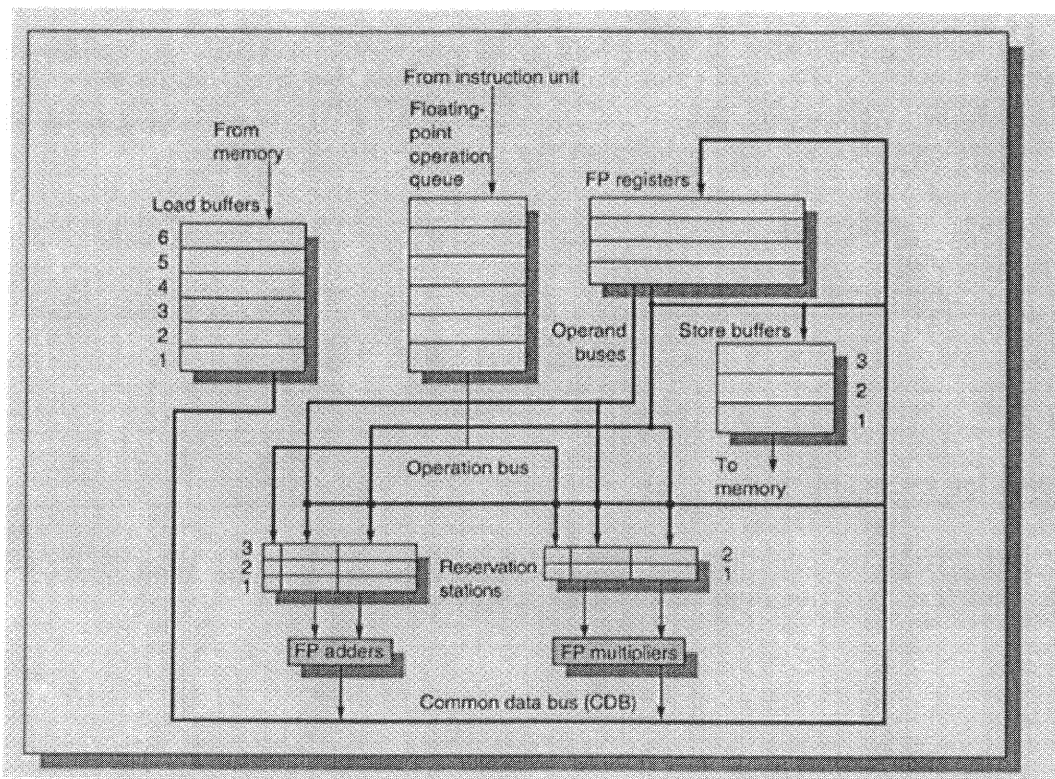 From instruction unit
Floating-
point
operation
queue
From
memory
FP registers
Load buffers
6
5
4
3
2
1
Operand
buses
Store buffers
3
2
1
To
memory
Operation bus
3
2
1
Reservation
stations
2
1
FP adders
FP multipliers
Common data bus (CDB)